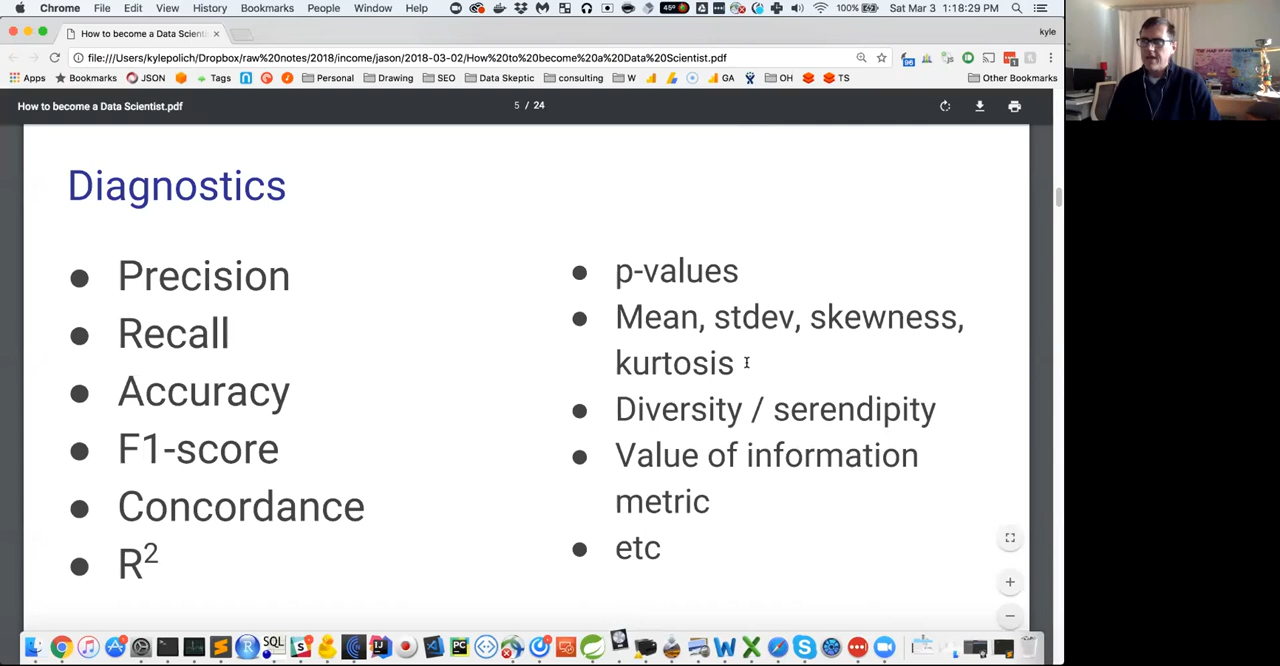 Chrome File Edit View History Bookmarks People Window Help 45° 100% Sat Mar 3 1:18:29 PM
How to become a Data Scienti × kyle
file:///Users/kylepolich/Dropbox/raw%20notes/2018/income/jason/2018-03-02/How%20to%20become%20a%20Data%20Scientist.pdf
Apps Bookmarks JSON Tags Personal Drawing SEO Data Skeptic consulting W GA OH TS Other Bookmarks
How to become a Data Scientist.pdf 5 / 24
Diagnostics
● Precision
● Recall
● Accuracy
● F1-score
● Concordance
● R²
● p-values
● Mean, stdev, skewness,
kurtosis
● Diversity / serendipity
● Value of information
metric
● etc